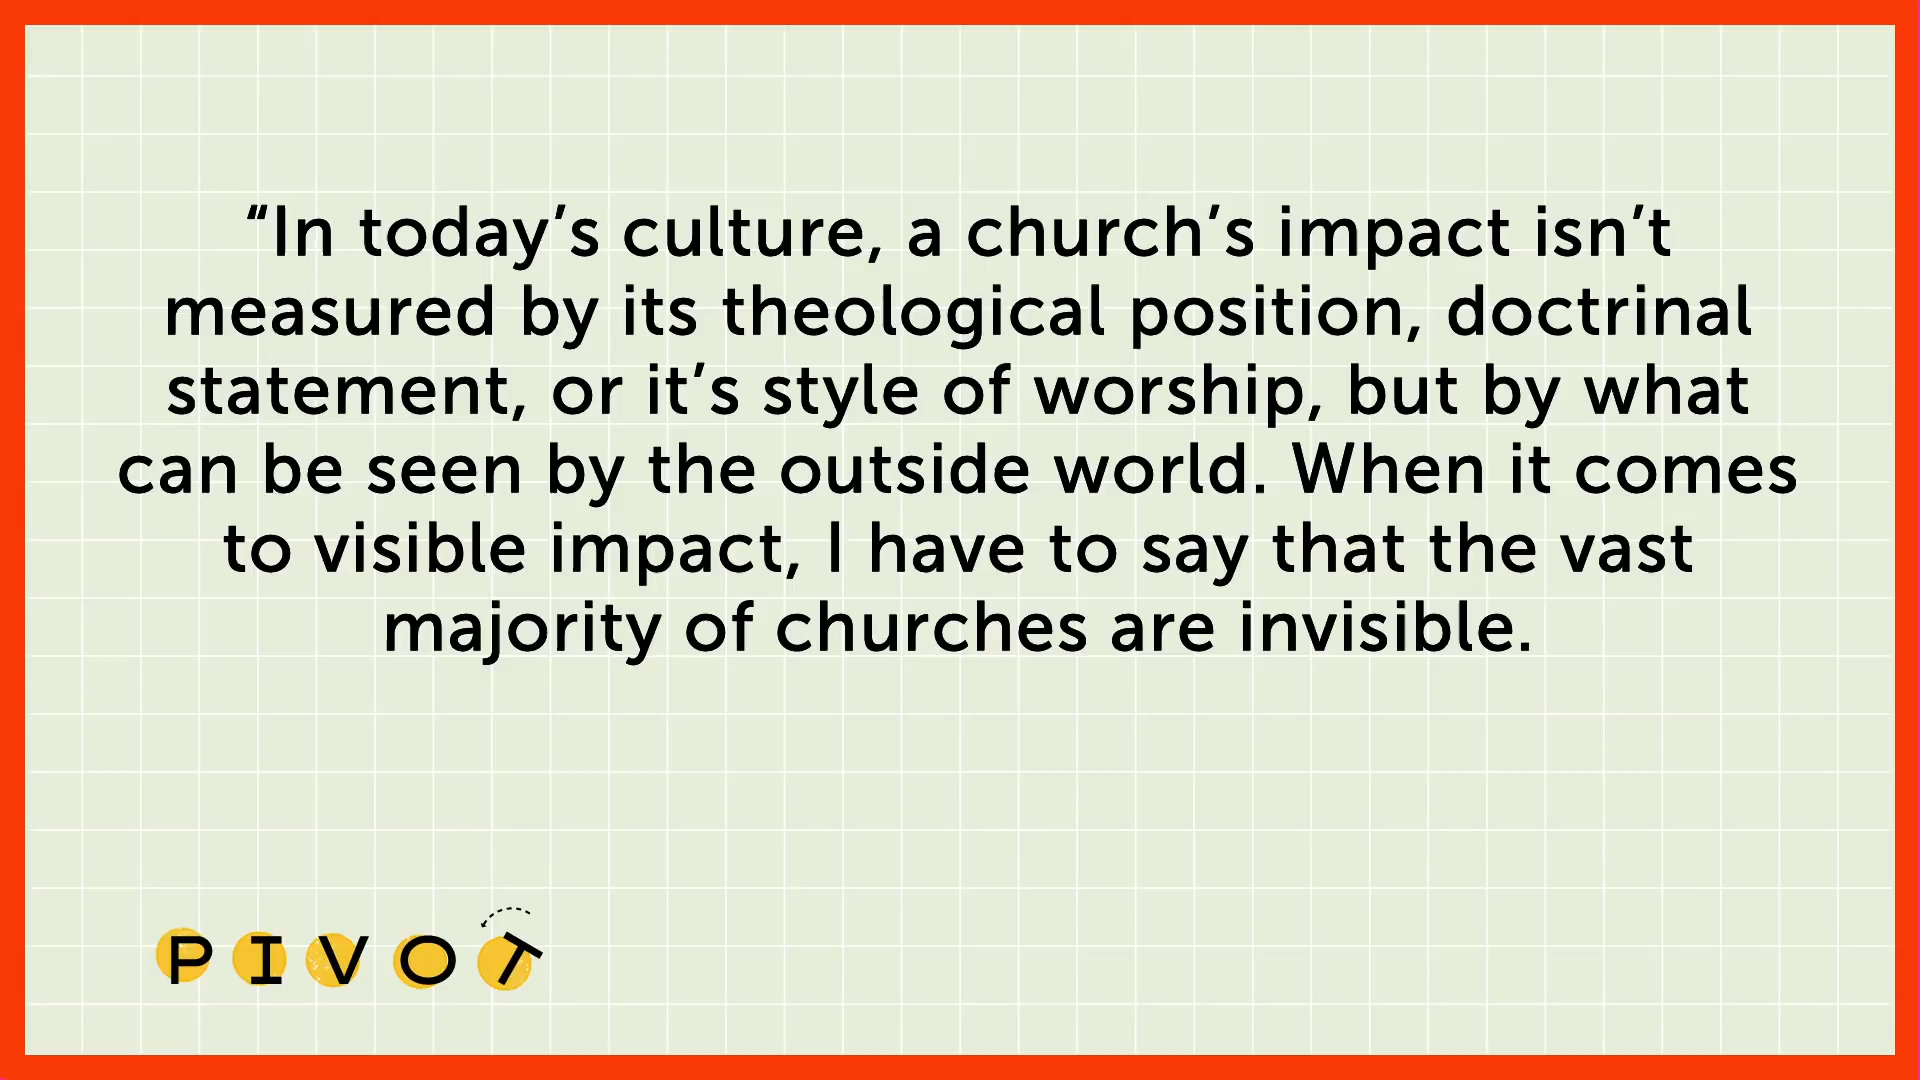 “In today’s culture, a church’s impact isn’t
measured by its theological position, doctrinal
statement, or it’s style of worship, but by what
can be seen by the outside world. When it comes
to visible impact, I have to say that the vast
majority of churches are invisible.
PIVOT